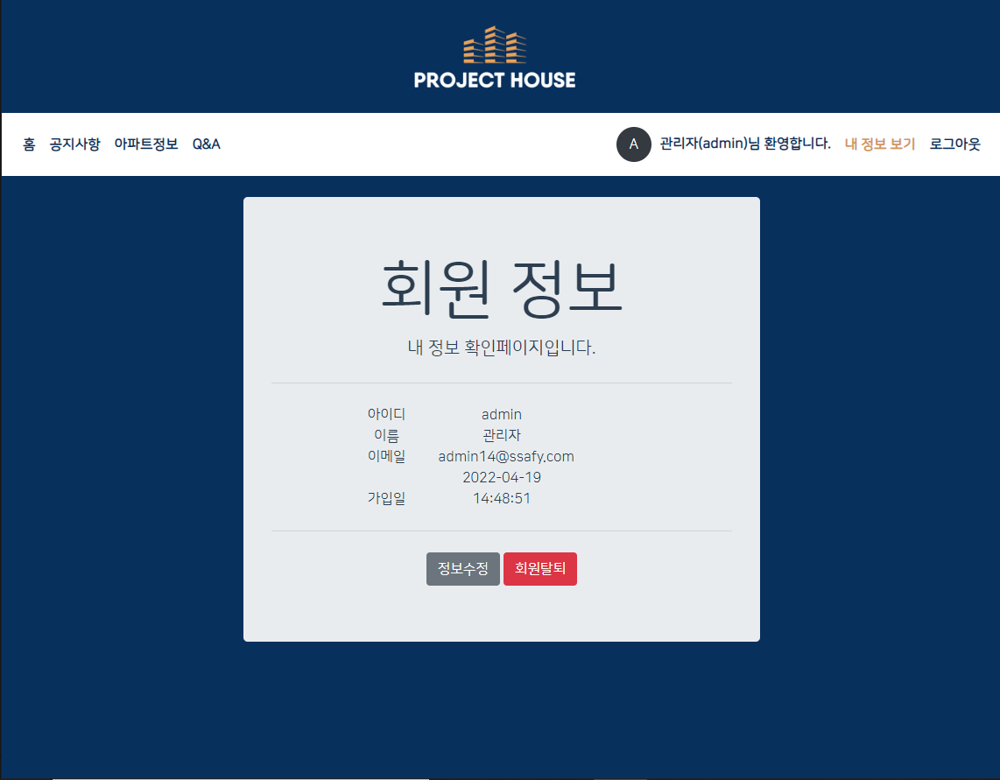 PROJECT HOUSE
홈 공지사항 아파트정보 Q&A A 관리자(admin)님 환영합니다. 내 정보 보기 로그아웃
회원 정보
내 정보 확인페이지입니다.
아이디 admin
이름 관리자
이메일 admin14@ssafy.com
2022-04-19
가입일 14:48:51
정보수정 회원탈퇴